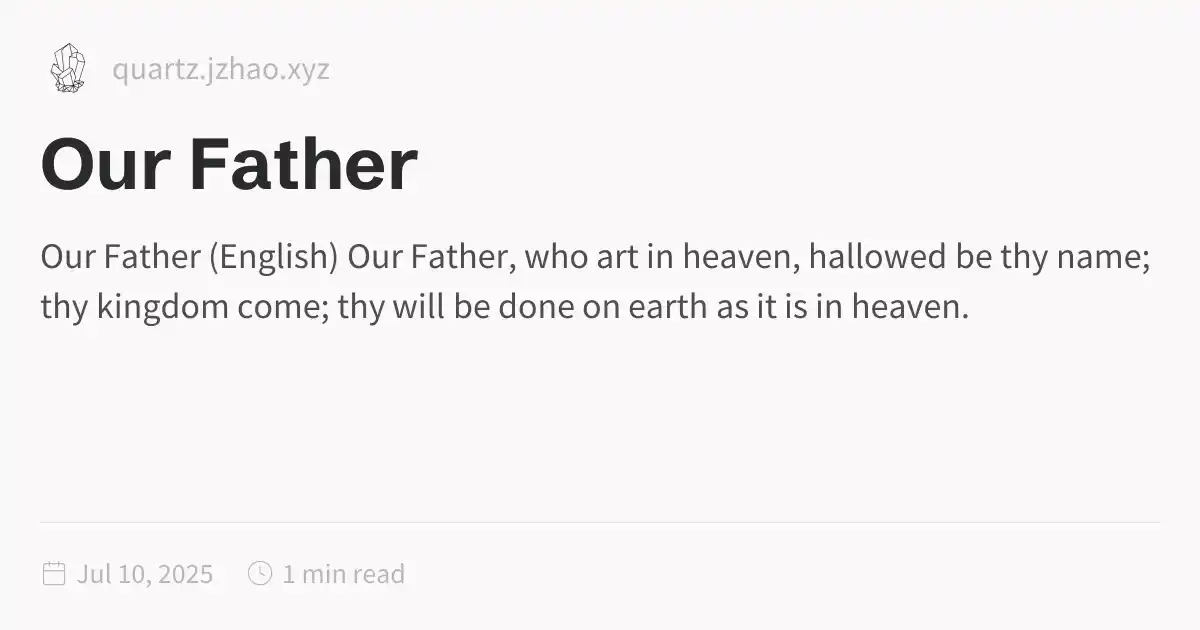 quartz.jzhao.xyz
Our Father
Our Father (English) Our Father, who art in heaven, hallowed be thy name;
thy kingdom come; thy will be done on earth as it is in heaven.
Jul 10, 2025 1 min read